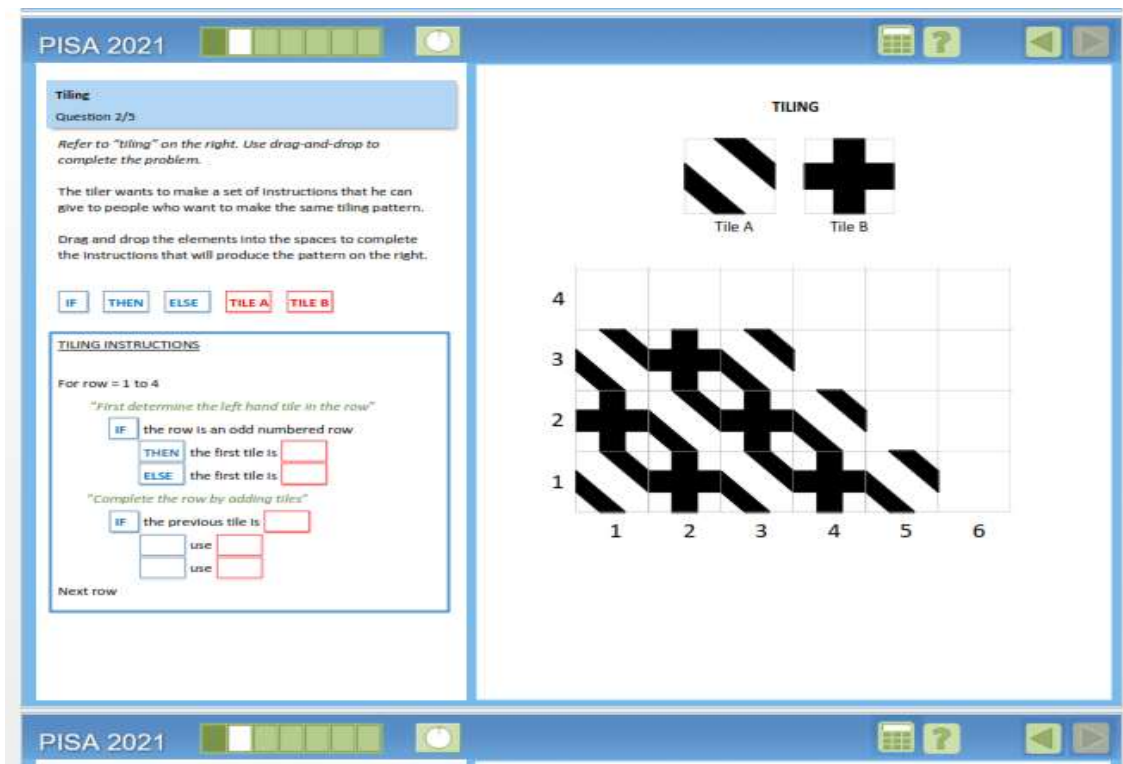 PISA 2021
?
Tiling
Question 2/5
Refer to "tiling" on the right. Use drag-and-drop to
complete the problem.
The tiler wants to make a set of instructions that he can
give to people who want to make the same tiling pattern.
Drag and drop the elements into the spaces to complete
the instructions that will produce the pattern on the right.
IF THEN ELSE TILE A TILE B
TILING INSTRUCTIONS
For row = 1 to 4
"First determine the left hand tile in the row"
IF the row is an odd numbered row
THEN the first tile is
ELSE the first tile is
"Complete the row by adding tiles"
IF the previous tile is
use
use
Next row
TILING
Tile A Tile B
4
3
2
1
1 2 3 4 5 6
PISA 2021
?